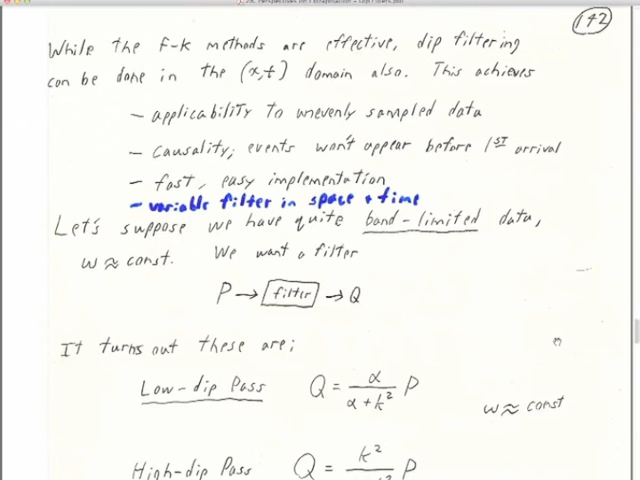 142
While the F-k methods are effective, dip filtering
can be done in the (x,t) domain also. This achieves
– applicability to unevenly sampled data
– causality; events won't appear before 1ST arrival
– fast, easy implementation
– variable filter in space + time
Let's suppose we have quite band-limited data,
w ≈ const. We want a filter
P → filter → Q
It turns out these are;
Low-dip Pass Q = α / (α + k²) P
w ≈ const
High-dip Pass Q = k² / P